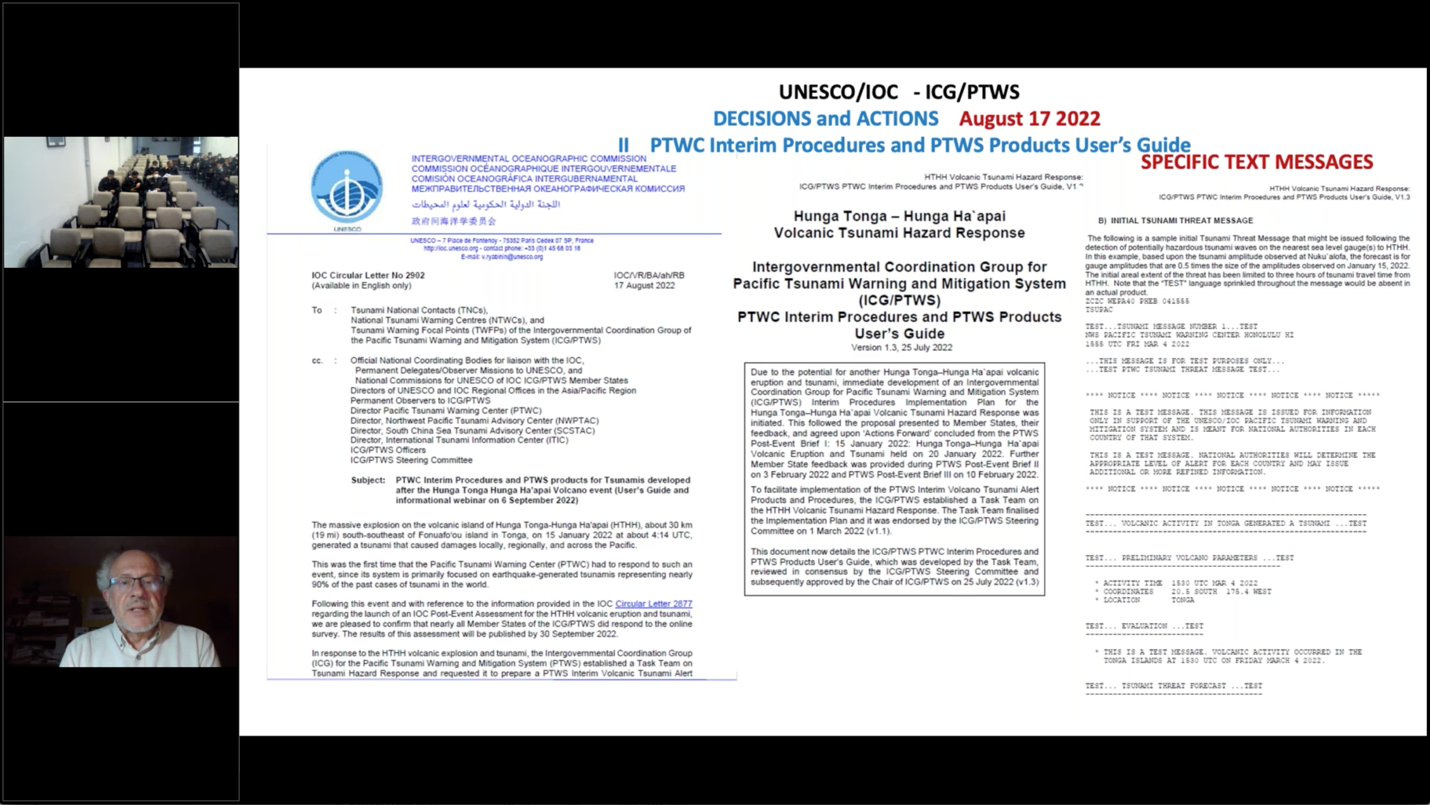 UNESCO/IOC - ICG/PTWS
DECISIONS and ACTIONS August 17 2022
II PTWC Interim Procedures and PTWS Products User's Guide
SPECIFIC TEXT MESSAGES
UNESCO
INTERGOVERNMENTAL OCEANOGRAPHIC COMMISSION
COMMISSION OCÉANOGRAPHIQUE INTERGOUVERNEMENTALE
COMISIÓN OCEANOGRÁFICA INTERGUBERNAMENTAL
МЕЖПРАВИТЕЛЬСТВЕННАЯ ОКЕАНОГРАФИЧЕСКАЯ КОМИССИЯ
اللجنة الدولية الحكومية لعلوم المحيطات
政府间海洋学委员会
UNESCO – 7 Place de Fontenoy - 75352 Paris Cedex 07 SP, France
http://ioc.unesco.org - contact phone: +33 (0)1 45 68 03 18
E-mail: v.ryabinin@unesco.org
IOC Circular Letter No 2902
(Available in English only)
IOC/VR/BA/ah/RB
17 August 2022
To : Tsunami National Contacts (TNCs),
National Tsunami Warning Centres (NTWCs), and
Tsunami Warning Focal Points (TWFPs) of the Intergovernmental Coordination Group of
the Pacific Tsunami Warning and Mitigation System (ICG/PTWS)
cc. : Official National Coordinating Bodies for liaison with the IOC,
Permanent Delegates/Observer Missions to UNESCO, and
National Commissions for UNESCO of IOC ICG/PTWS Member States
Directors of UNESCO and IOC Regional Offices in the Asia/Pacific Region
Permanent Observers to ICG/PTWS
Director Pacific Tsunami Warning Center (PTWC)
Director, Northwest Pacific Tsunami Advisory Center (NWPTAC)
Director, South China Sea Tsunami Advisory Center (SCSTAC)
Director, International Tsunami Information Center (ITIC)
ICG/PTWS Officers
ICG/PTWS Steering Committee
Subject: PTWC Interim Procedures and PTWS products for Tsunamis developed
after the Hunga Tonga Hunga Ha'apai Volcano event (User's Guide and
informational webinar on 6 September 2022)
The massive explosion on the volcanic island of Hunga Tonga-Hunga Ha'apai (HTHH), about 30 km
(19 mi) south-southeast of Fonuafo'ou island in Tonga, on 15 January 2022 at about 4:14 UTC,
generated a tsunami that caused damages locally, regionally, and across the Pacific.
This was the first time that the Pacific Tsunami Warning Center (PTWC) had to respond to such an
event, since its system is primarily focused on earthquake-generated tsunamis representing nearly
90% of the past cases of tsunami in the world.
Following this event and with reference to the information provided in the IOC Circular Letter 2877
regarding the launch of an IOC Post-Event Assessment for the HTHH volcanic eruption and tsunami,
we are pleased to confirm that nearly all Member States of the ICG/PTWS did respond to the online
survey. The results of this assessment will be published by 30 September 2022.
In response to the HTHH volcanic explosion and tsunami, the Intergovernmental Coordination Group
(ICG) for the Pacific Tsunami Warning and Mitigation System (PTWS) established a Task Team on
Tsunami Hazard Response and requested it to prepare a PTWS Interim Volcanic Tsunami Alert
HTHH Volcanic Tsunami Hazard Response:
ICG/PTWS PTWC Interim Procedures and PTWS Products User's Guide, V1
Hunga Tonga – Hunga Ha`apai
Volcanic Tsunami Hazard Response
Intergovernmental Coordination Group for
Pacific Tsunami Warning and Mitigation System
(ICG/PTWS)
PTWC Interim Procedures and PTWS Products
User's Guide
Version 1.3, 25 July 2022
Due to the potential for another Hunga Tonga–Hunga Ha`apai volcanic
eruption and tsunami, immediate development of an Intergovernmental
Coordination Group for Pacific Tsunami Warning and Mitigation System
(ICG/PTWS) Interim Procedures Implementation Plan for the
Hunga Tonga–Hunga Ha`apai Volcanic Tsunami Hazard Response was
initiated. This followed the proposal presented to Member States, their
feedback, and agreed upon 'Actions Forward' concluded from the PTWS
Post-Event Brief I: 15 January 2022: Hunga Tonga–Hunga Ha`apai
Volcanic Eruption and Tsunami held on 20 January 2022. Further
Member State feedback was provided during PTWS Post-Event Brief II
on 3 February 2022 and PTWS Post-Event Brief III on 10 February 2022.
To facilitate implementation of the PTWS Interim Volcano Tsunami Alert
Products and Procedures, the ICG/PTWS established a Task Team on
the HTHH Volcanic Tsunami Hazard Response. The Task Team finalised
the Implementation Plan and it was endorsed by the ICG/PTWS Steering
Committee on 1 March 2022 (v1.1).
This document now details the ICG/PTWS PTWC Interim Procedures and
PTWS Products User's Guide, which was developed by the Task Team,
reviewed in consensus by the ICG/PTWS Steering Committee and
subsequently approved by the Chair of ICG/PTWS on 25 July 2022 (v1.3)
HTHH Volcanic Tsunami Hazard Response:
ICG/PTWS PTWC Interim Procedures and PTWS Products User's Guide, V1.3
B) INITIAL TSUNAMI THREAT MESSAGE
The following is a sample initial Tsunami Threat Message that might be issued following the
detection of potentially hazardous tsunami waves on the nearest sea level gauge(s) to HTHH.
In this example, based upon the tsunami amplitude observed at Nuku`alofa, the forecast is for
gauge amplitudes that are 0.5 times the size of the amplitudes observed on January 15, 2022.
The initial areal extent of the threat has been limited to three hours of tsunami travel time from
HTHH. Note that the "TEST" language sprinkled throughout the message would be absent in
an actual product.
ZCZC WEPA40 PHEB 041555
TSUPAC
TEST...TSUNAMI MESSAGE NUMBER 1...TEST
NWS PACIFIC TSUNAMI WARNING CENTER HONOLULU HI
1555 UTC FRI MAR 4 2022
...THIS MESSAGE IS FOR TEST PURPOSES ONLY...
...TEST PTWC TSUNAMI THREAT MESSAGE TEST...
**** NOTICE **** NOTICE **** NOTICE **** NOTICE **** NOTICE *****
THIS IS A TEST MESSAGE. THIS MESSAGE IS ISSUED FOR INFORMATION
ONLY IN SUPPORT OF THE UNESCO/IOC PACIFIC TSUNAMI WARNING AND
MITIGATION SYSTEM AND IS MEANT FOR NATIONAL AUTHORITIES IN EACH
COUNTRY OF THAT SYSTEM.
THIS IS A TEST MESSAGE. NATIONAL AUTHORITIES WILL DETERMINE THE
APPROPRIATE LEVEL OF ALERT FOR EACH COUNTRY AND MAY ISSUE
ADDITIONAL OR MORE REFINED INFORMATION.
**** NOTICE **** NOTICE **** NOTICE **** NOTICE **** NOTICE *****
TEST... VOLCANIC ACTIVITY IN TONGA GENERATED A TSUNAMI ...TEST
TEST... PRELIMINARY VOLCANO PARAMETERS ...TEST
* ACTIVITY TIME 1530 UTC MAR 4 2022
* COORDINATES 20.5 SOUTH 175.4 WEST
* LOCATION TONGA
TEST... EVALUATION ...TEST
* THIS IS A TEST MESSAGE. VOLCANIC ACTIVITY OCCURRED IN THE
TONGA ISLANDS AT 1530 UTC ON FRIDAY MARCH 4 2022.
TEST... TSUNAMI THREAT FORECAST ...TEST